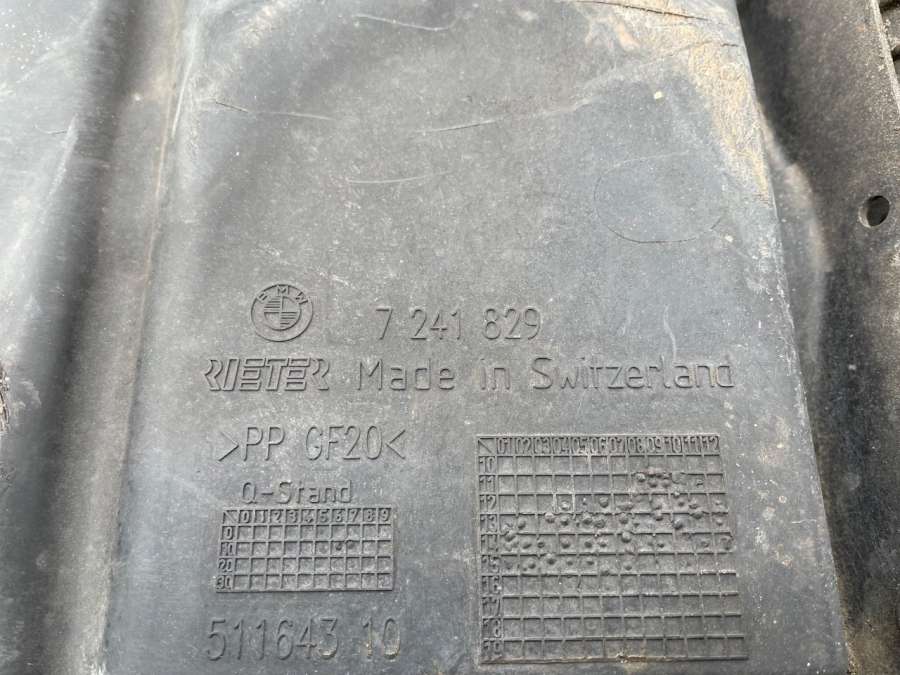 BMW
7 241 829
RIETER Made in Switzerland
>PP GF20<
Q-Stand
0 1 2 3 4 5 6 7 8 9
0
10
20
30
01 02 03 04 05 06 07 08 09 10 11 12
10
11
12
13
14
15
16
17
18
19
511643 10